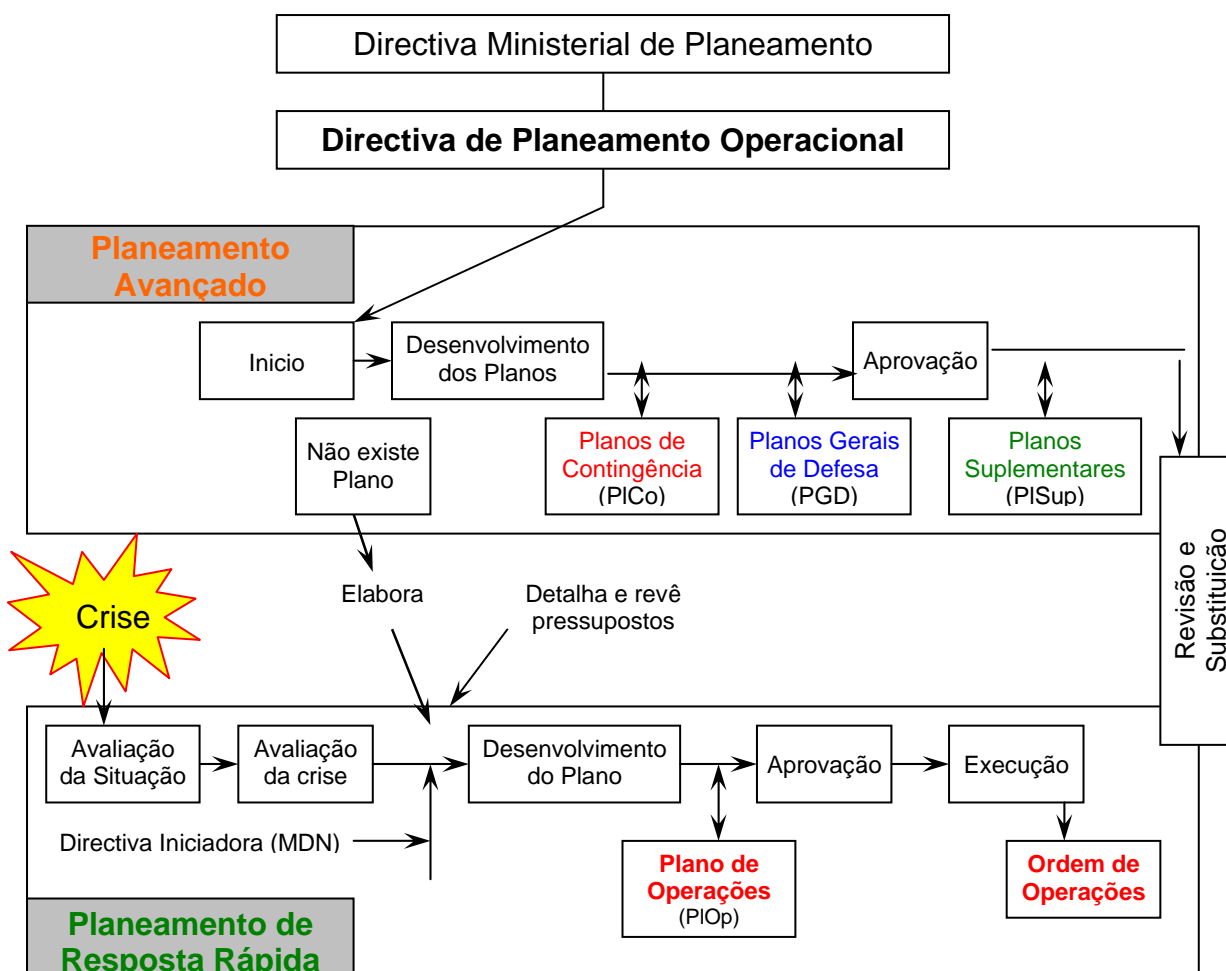 Directiva Ministerial de Planeamento
Directiva de Planeamento Operacional
Planeamento
Avançado
Inicio
Desenvolvimento
dos Planos
Aprovação
Não existe
Plano
Planos de
Contingência
(PlCo)
Planos Gerais
de Defesa
(PGD)
Planos
Suplementares
(PlSup)
Revisão e
Substituição
Crise
Elabora
Detalha e revê
pressupostos
Avaliação
da Situação
Avaliação
da crise
Desenvolvimento
do Plano
Aprovação
Execução
Directiva Iniciadora (MDN)
Plano de
Operações
(PlOp)
Ordem de
Operações
Planeamento de
Resposta Rápida